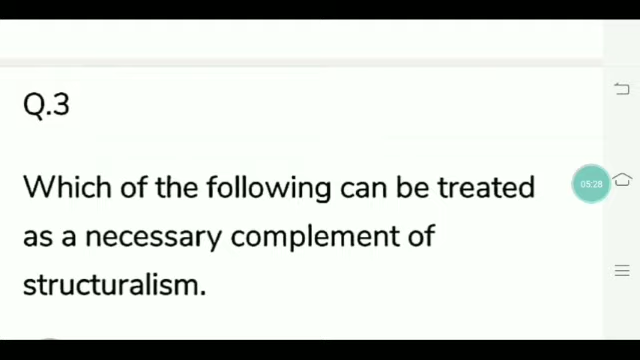 Q.3
Which of the following can be treated
05:28
as a necessary complement of
structuralism.